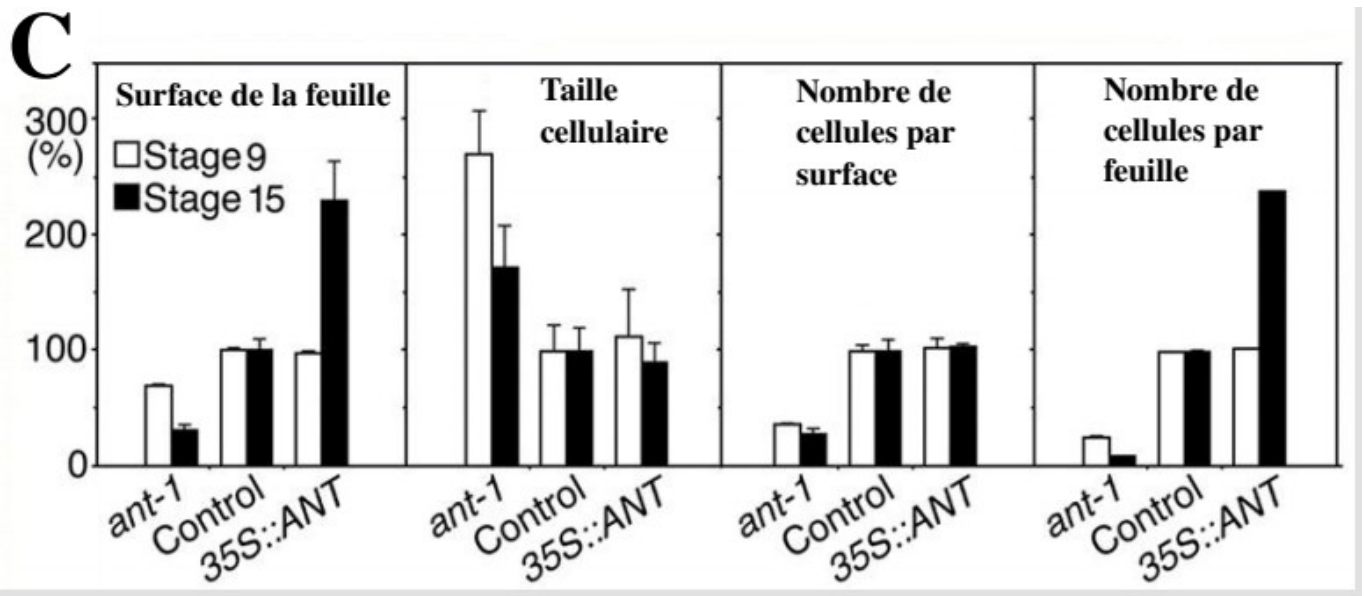 C
Surface de la feuille
Taille
cellulaire
Nombre de
cellules par
surface
Nombre de
cellules par
feuille
300
(%)
200
100
0
Stage 9
Stage 15
ant-1
Control
35S::ANT
ant-1
Control
35S::ANT
ant-1
Control
35S::ANT
ant-1
Control
35S::ANT